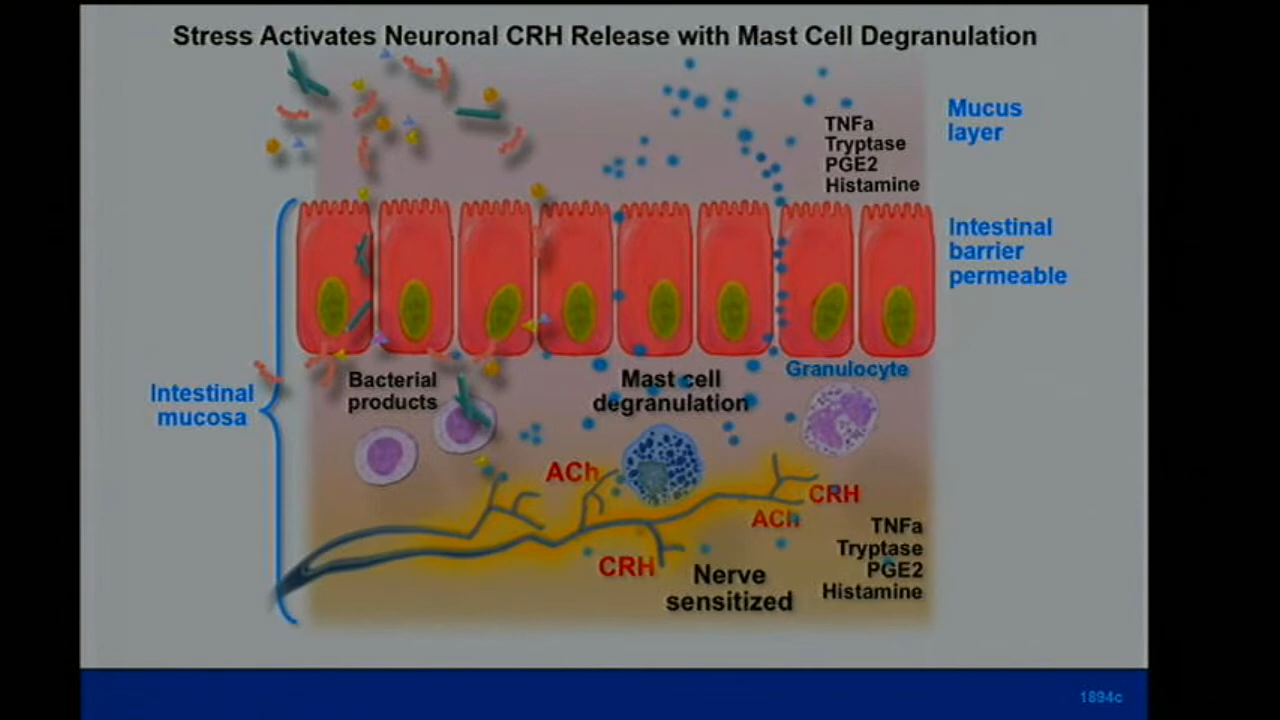 Stress Activates Neuronal CRH Release with Mast Cell Degranulation
Mucus
layer
TNFa
Tryptase
PGE2
Histamine
Intestinal
barrier
permeable
Granulocyte
Bacterial
products
Mast cell
degranulation
Intestinal
mucosa
ACh
CRH
ACh
CRH
Nerve
sensitized
TNFa
Tryptase
PGE2
Histamine
1894c